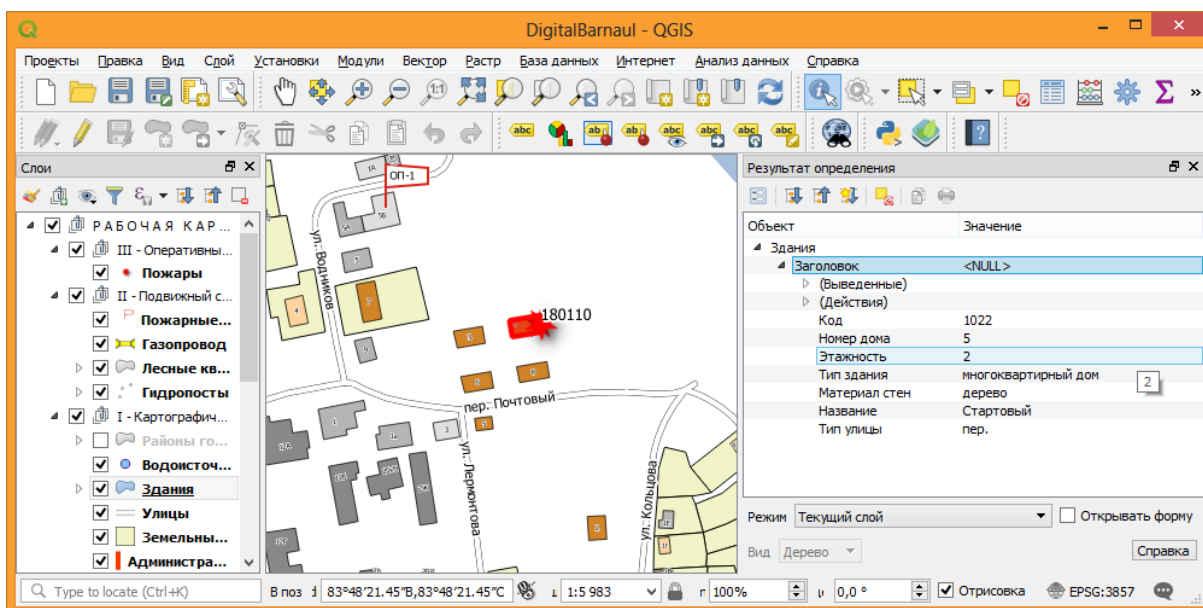 DigitalBarnaul - QGIS
Проекты Правка Вид Слой Установки Модули Вектор Растр База данных Интернет Анализ данных Справка
Слои
РАБОЧАЯ КАР...
III - Оперативны...
Пожары
II - Подвижный с...
Пожарные...
Газопровод
Лесные кв...
Гидропосты
I - Картографич...
Районы го...
Водоисточ...
Здания
Улицы
Земельны...
Администра...
ОП-1
ул. Водников
180110
пер. Почтовый
ул. Лермонтова
ул. Кольцова
Результат определения
Объект Значение
Здания
Заголовок <NULL>
(Выведенные)
(Действия)
Код 1022
Номер дома 5
Этажность 2
Тип здания многоквартирный дом
2
Материал стен дерево
Название Стартовый
Тип улицы пер.
Режим Текущий слой Открывать форму
Вид Дерево Справка
Type to locate (Ctrl+K) В поз 83°48'21.45"В,83°48'21.45"С 1:5 983 100% 0,0 ° Отрисовка EPSG:3857